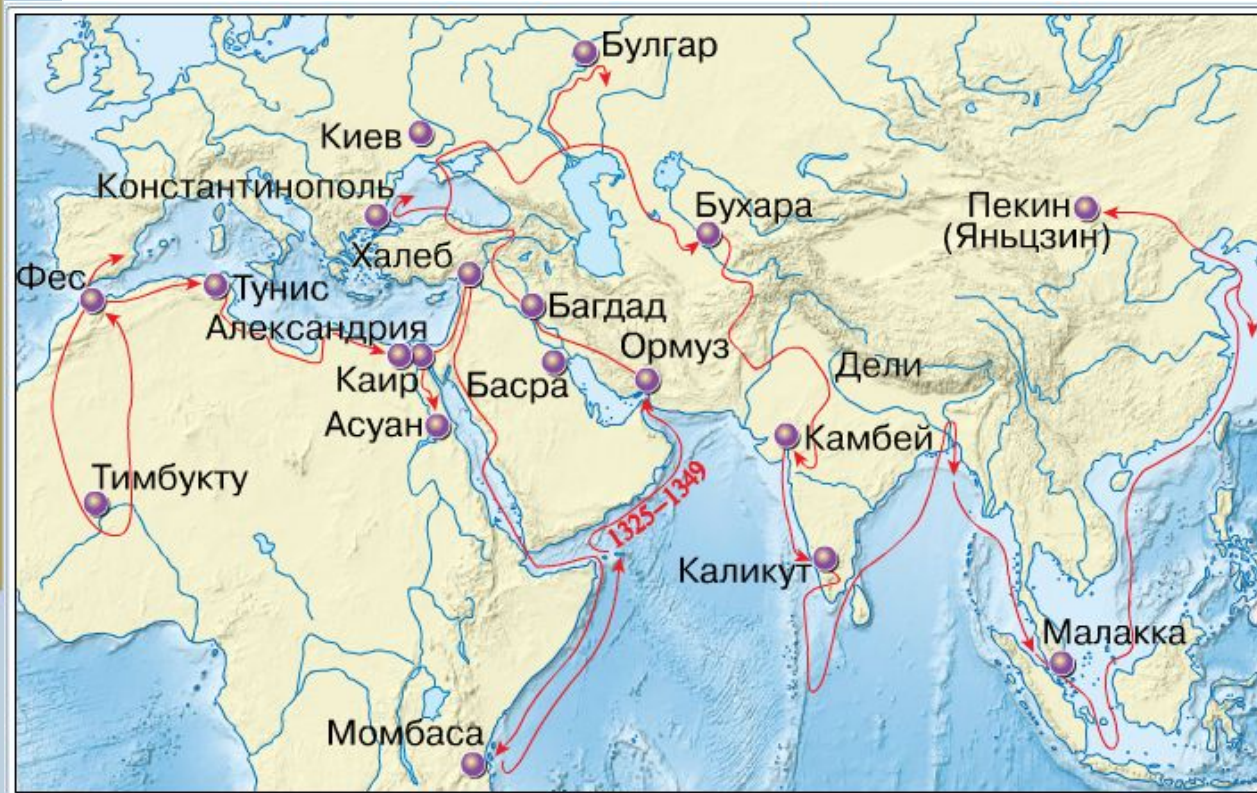 Булгар
Киев
Константинополь
Бухара
Пекин
(Яньцзин)
Халеб
Фес
Тунис
Багдад
Александрия
Ормуз
Каир
Басра
Дели
Асуан
Камбей
Тимбукту
1325–1349
Каликут
Малакка
Момбаса